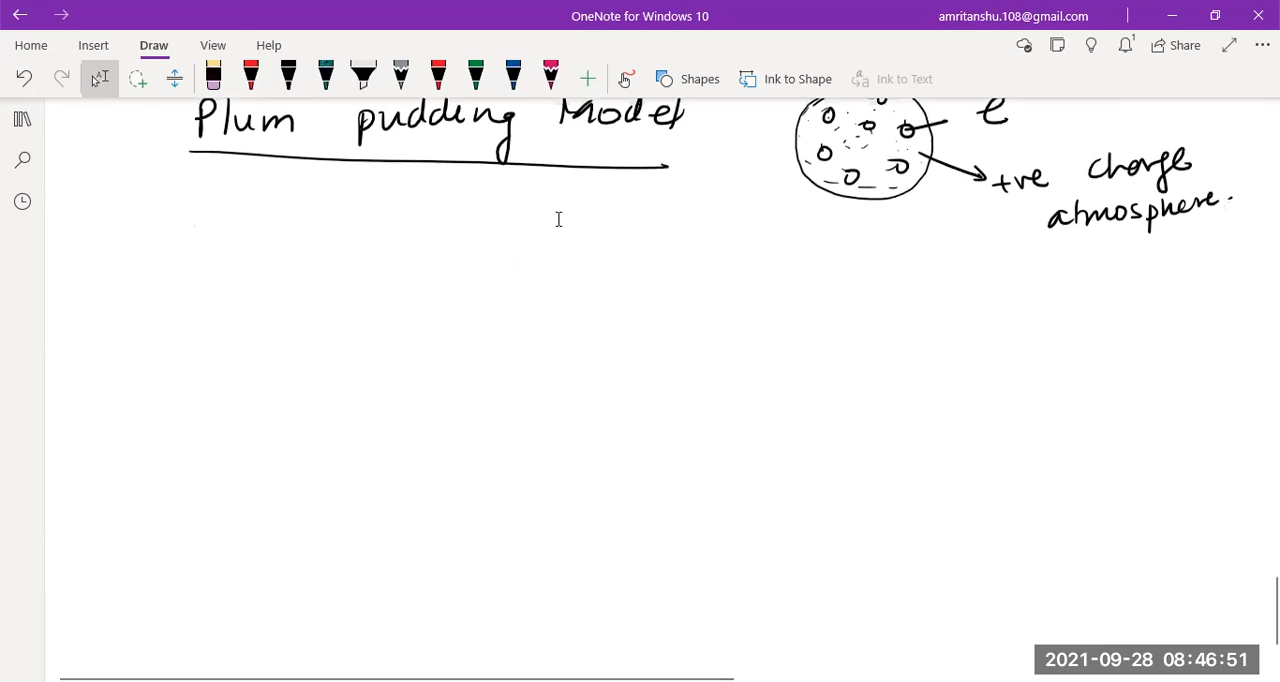 OneNote for Windows 10
amritanshu.108@gmail.com
Home Insert Draw View Help
Share
Shapes Ink to Shape Ink to Text
Plum pudding Model
e
+ve charge
atmosphere.
2021-09-28 08:46:51